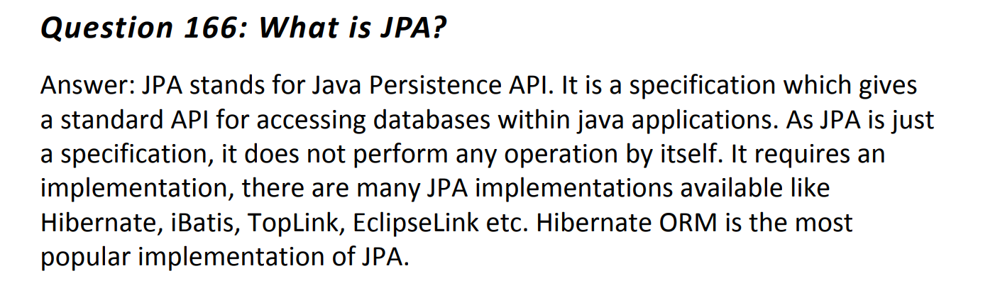 Question 166: What is JPA?
Answer: JPA stands for Java Persistence API. It is a specification which gives
a standard API for accessing databases within java applications. As JPA is just
a specification, it does not perform any operation by itself. It requires an
implementation, there are many JPA implementations available like
Hibernate, iBatis, TopLink, EclipseLink etc. Hibernate ORM is the most
popular implementation of JPA.